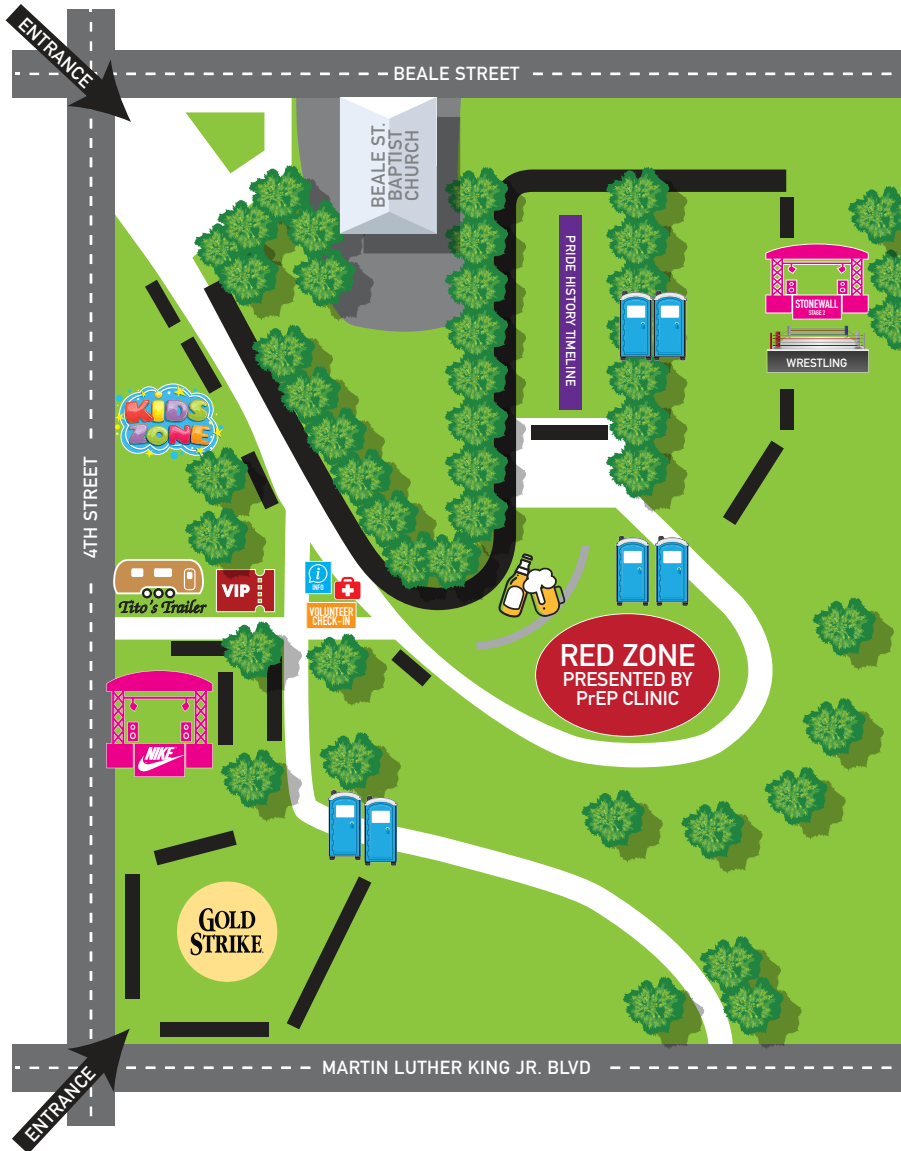 ENTRANCE
BEALE STREET
BEALE ST.
BAPTIST
CHURCH
PRIDE HISTORY TIMELINE
STONEWALL
STAGE 2
WRESTLING
KIDS
ZONE
4TH STREET
Tito's Trailer
VIP
i
INFO
VOLUNTEER
CHECK-IN
RED ZONE
PRESENTED BY
PrEP CLINIC
NIKE
GOLD
STRIKE.
MARTIN LUTHER KING JR. BLVD
ENTRANCE